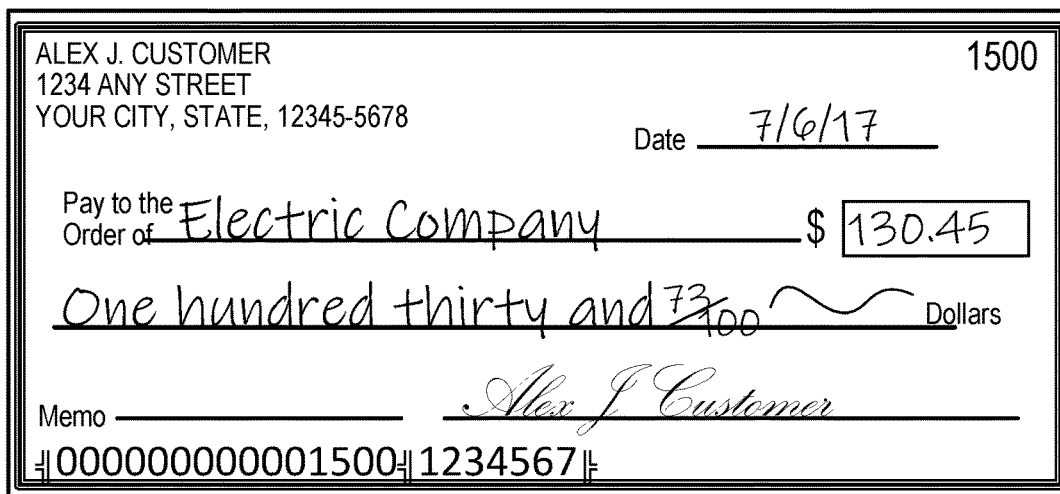 ALEX J. CUSTOMER 1500
1234 ANY STREET
YOUR CITY, STATE, 12345-5678
Date 7/6/17
Pay to the
Order of Electric Company $ 130.45
One hundred thirty and 73/100 Dollars
Memo Alex J Customer
000000000001500 1234567